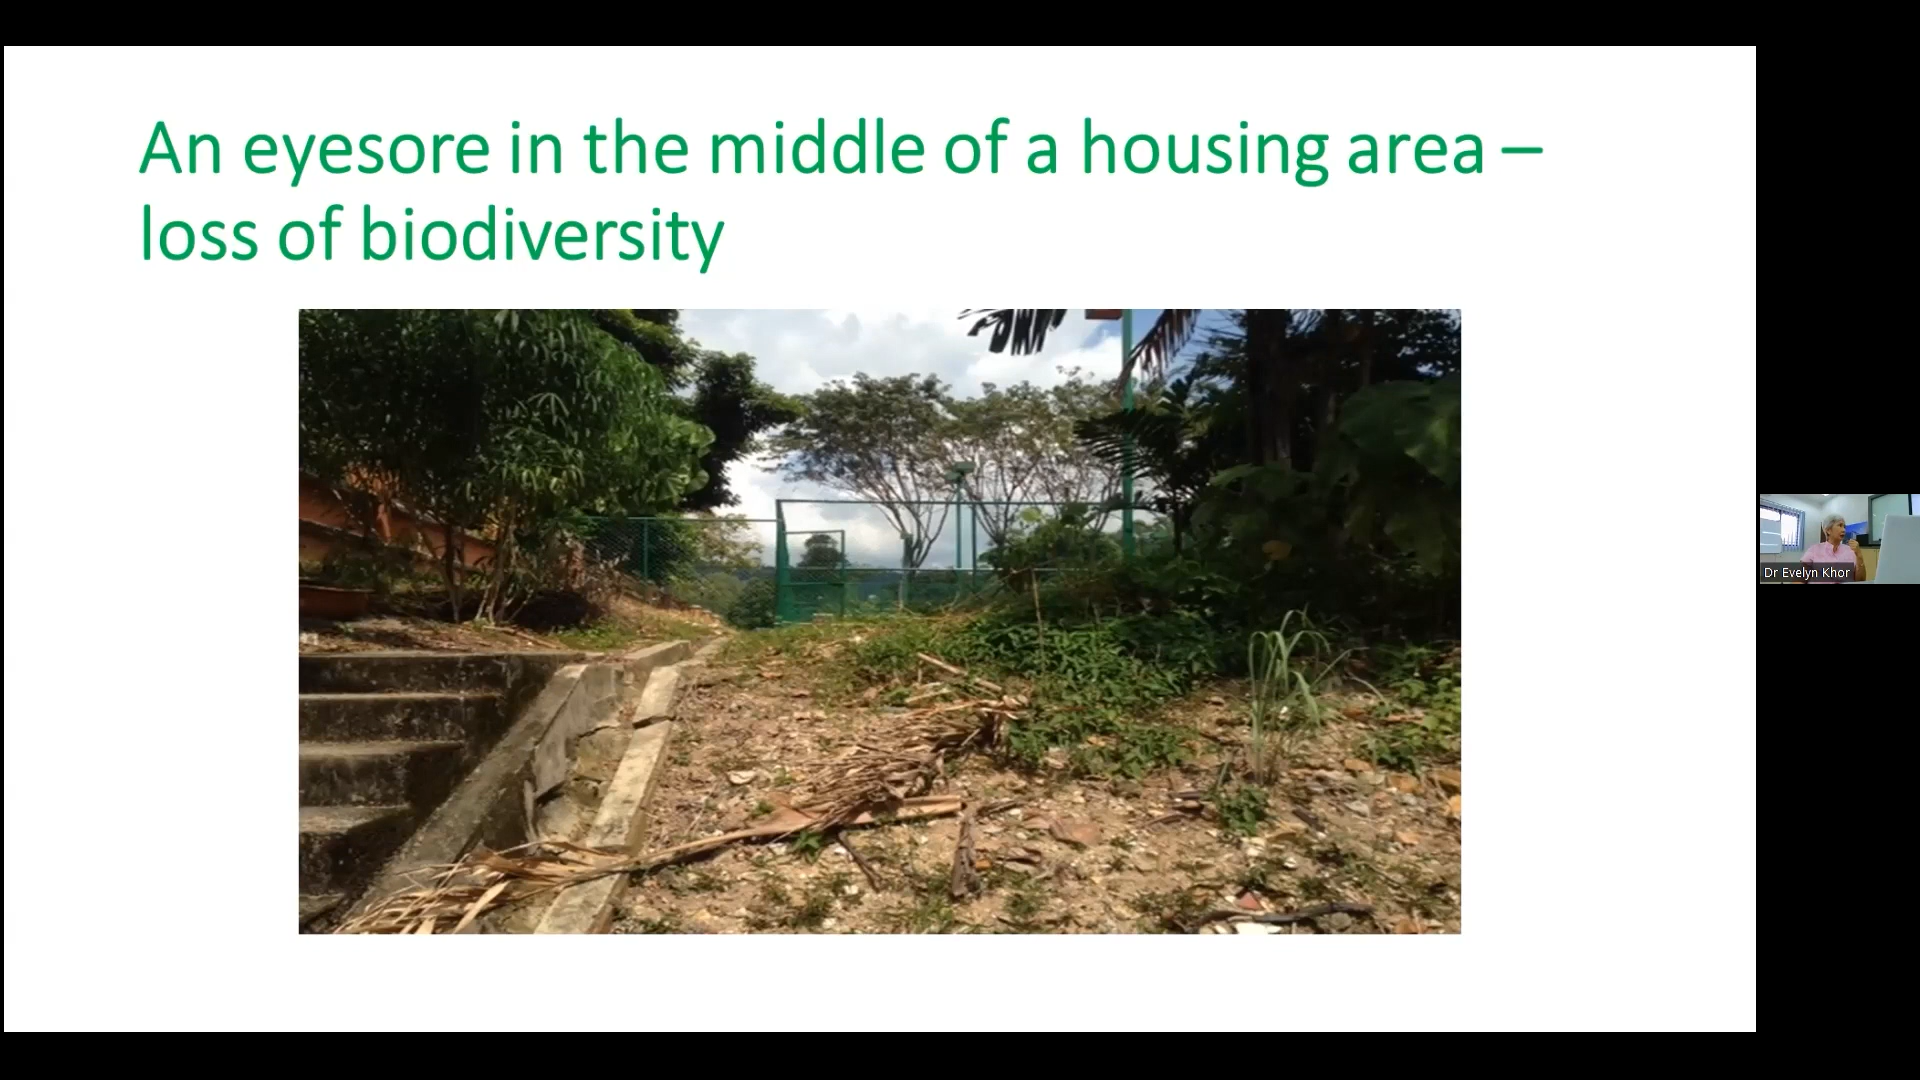 An eyesore in the middle of a housing area –
loss of biodiversity
Dr Evelyn Khor